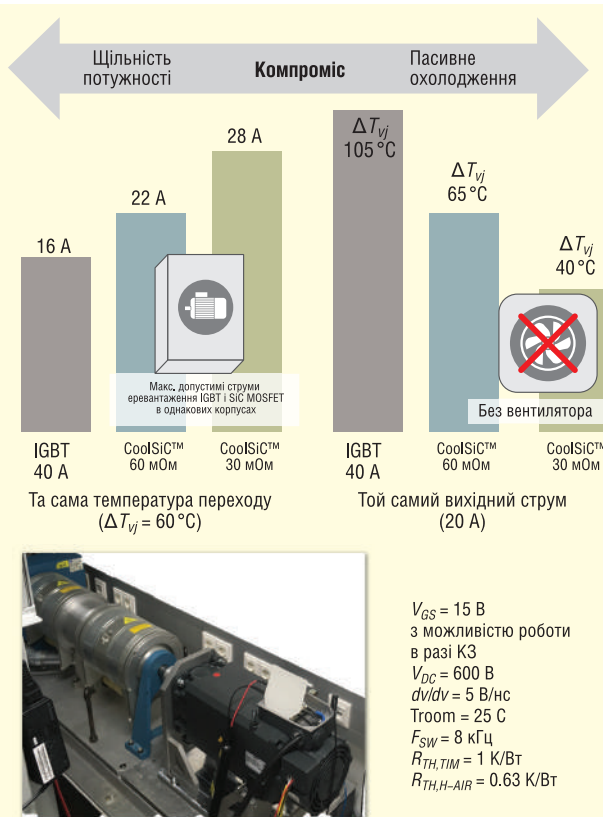 Щільність
потужності
Компроміс
Пасивне
охолодження
16 А
22 А
28 А
ΔTvj
105 °C
ΔTvj
65 °C
ΔTvj
40 °C
Макс. допустимі струми
еревантаження IGBT і SiC MOSFET
в однакових корпусах
Без вентилятора
IGBT
40 А
CoolSiC™
60 мОм
CoolSiC™
30 мОм
IGBT
40 А
CoolSiC™
60 мОм
CoolSiC™
30 мОм
Та сама температура переходу
(ΔTvj = 60 °C)
Той самий вихідний струм
(20 А)
VGS = 15 В
з можливістю роботи
в разі КЗ
VDC = 600 В
dv/dv = 5 В/нс
Troom = 25 C
FSW = 8 кГц
RTH,TIM = 1 К/Вт
RTH,H–AIR = 0.63 К/Вт